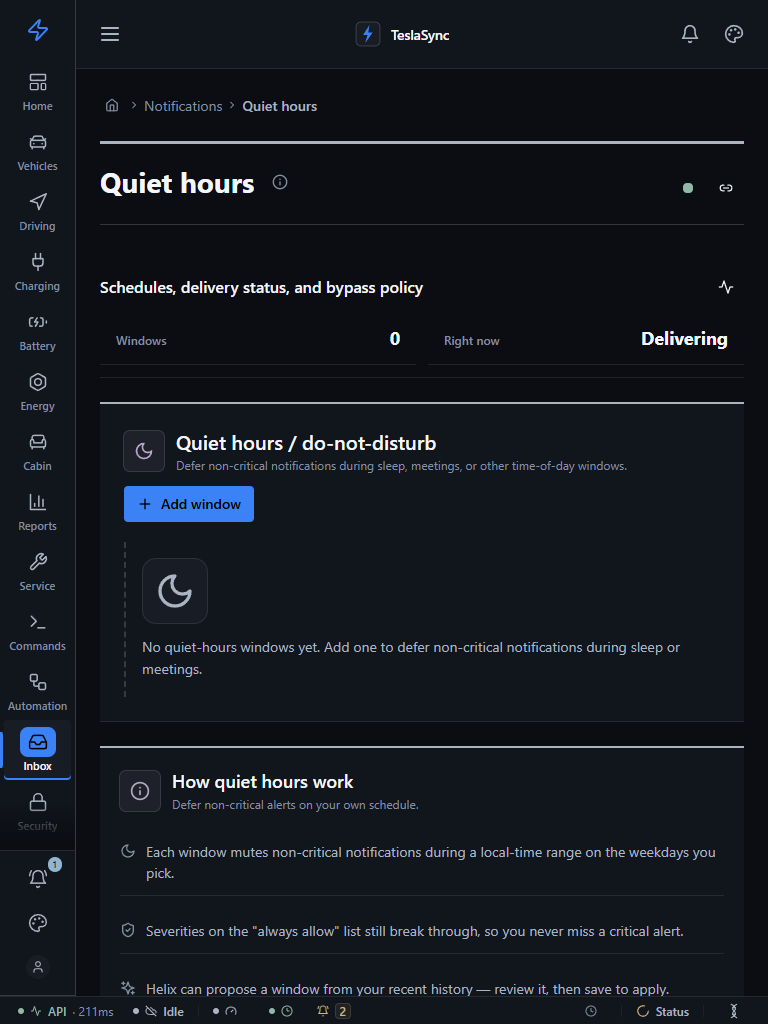 TeslaSync
Home
Vehicles
Driving
Charging
Battery
Energy
Cabin
Reports
Service
Commands
Automation
Inbox
Security
1
Notifications
Quiet hours
Quiet hours
Schedules, delivery status, and bypass policy
Windows
0
Right now
Delivering
Quiet hours / do-not-disturb
Defer non-critical notifications during sleep, meetings, or other time-of-day windows.
Add window
No quiet-hours windows yet. Add one to defer non-critical notifications during sleep or
meetings.
How quiet hours work
Defer non-critical alerts on your own schedule.
Each window mutes non-critical notifications during a local-time range on the weekdays you
pick.
Severities on the "always allow" list still break through, so you never miss a critical alert.
Helix can propose a window from your recent history — review it, then save to apply.
API · 211ms
Idle
2
Status